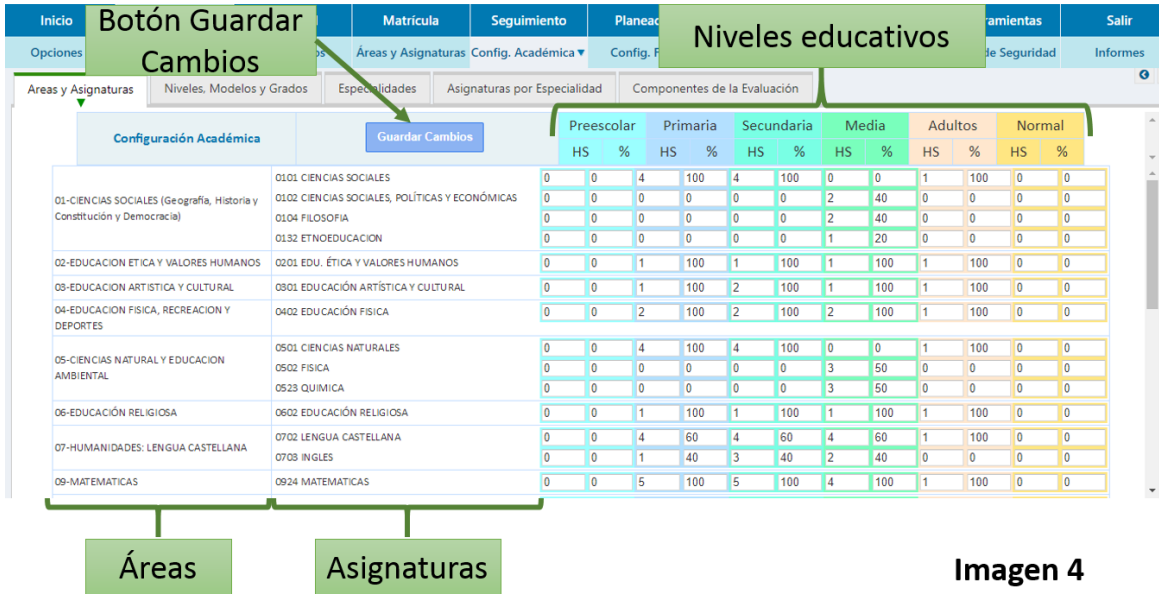 Inicio Matrícula Seguimiento Salir
Opciones Áreas y Asignaturas Config. Académica▼ Config. de Seguridad Informes
Botón Guardar
Cambios
Niveles educativos
Areas y Asignaturas Niveles, Modelos y Grados Especialidades Asignaturas por Especialidad Componentes de la Evaluación
Configuración Académica Guardar Cambios Preescolar Primaria Secundaria Media Adultos Normal
HS % HS % HS % HS % HS % HS %
01-CIENCIAS SOCIALES (Geografía, Historia y
Constitución y Democracia)
0101 CIENCIAS SOCIALES 0 0 4 100 4 100 0 0 1 100 0 0
0102 CIENCIAS SOCIALES, POLÍTICAS Y ECONÓMICAS 0 0 0 0 0 0 2 40 0 0 0 0
0104 FILOSOFIA 0 0 0 0 0 0 2 40 0 0 0 0
0132 ETNOEDUCACION 0 0 0 0 0 0 1 20 0 0 0 0
02-EDUCACION ETICA Y VALORES HUMANOS 0201 EDU. ÉTICA Y VALORES HUMANOS 0 0 1 100 1 100 1 100 1 100 0 0
03-EDUCACION ARTISTICA Y CULTURAL 0301 EDUCACIÓN ARTÍSTICA Y CULTURAL 0 0 1 100 2 100 1 100 1 100 0 0
04-EDUCACION FISICA, RECREACION Y
DEPORTES
0402 EDUCACIÓN FISICA 0 0 2 100 2 100 2 100 1 100 0 0
05-CIENCIAS NATURAL Y EDUCACION
AMBIENTAL
0501 CIENCIAS NATURALES 0 0 4 100 4 100 0 0 1 100 0 0
0502 FISICA 0 0 0 0 0 0 3 50 0 0 0 0
0523 QUIMICA 0 0 0 0 0 0 3 50 0 0 0 0
06-EDUCACIÓN RELIGIOSA 0602 EDUCACIÓN RELIGIOSA 0 0 1 100 1 100 1 100 1 100 0 0
07-HUMANIDADES: LENGUA CASTELLANA
0702 LENGUA CASTELLANA 0 0 4 60 4 60 4 60 1 100 0 0
0703 INGLES 0 0 1 40 3 40 2 40 0 0 0 0
09-MATEMATICAS 0924 MATEMATICAS 0 0 5 100 5 100 4 100 1 100 0 0
Áreas
Asignaturas
Imagen 4